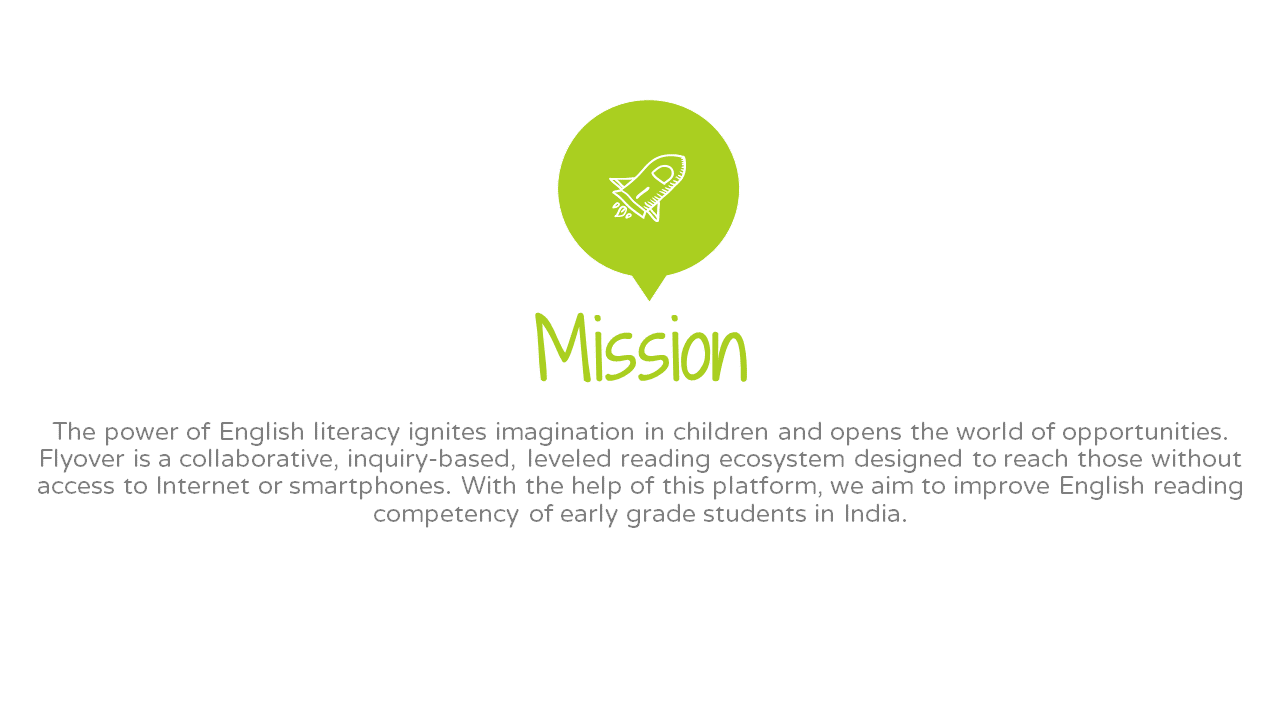 Mission
The power of English literacy ignites imagination in children and opens the world of opportunities.
Flyover is a collaborative, inquiry-based, leveled reading ecosystem designed to reach those without
access to Internet or smartphones. With the help of this platform, we aim to improve English reading
competency of early grade students in India.